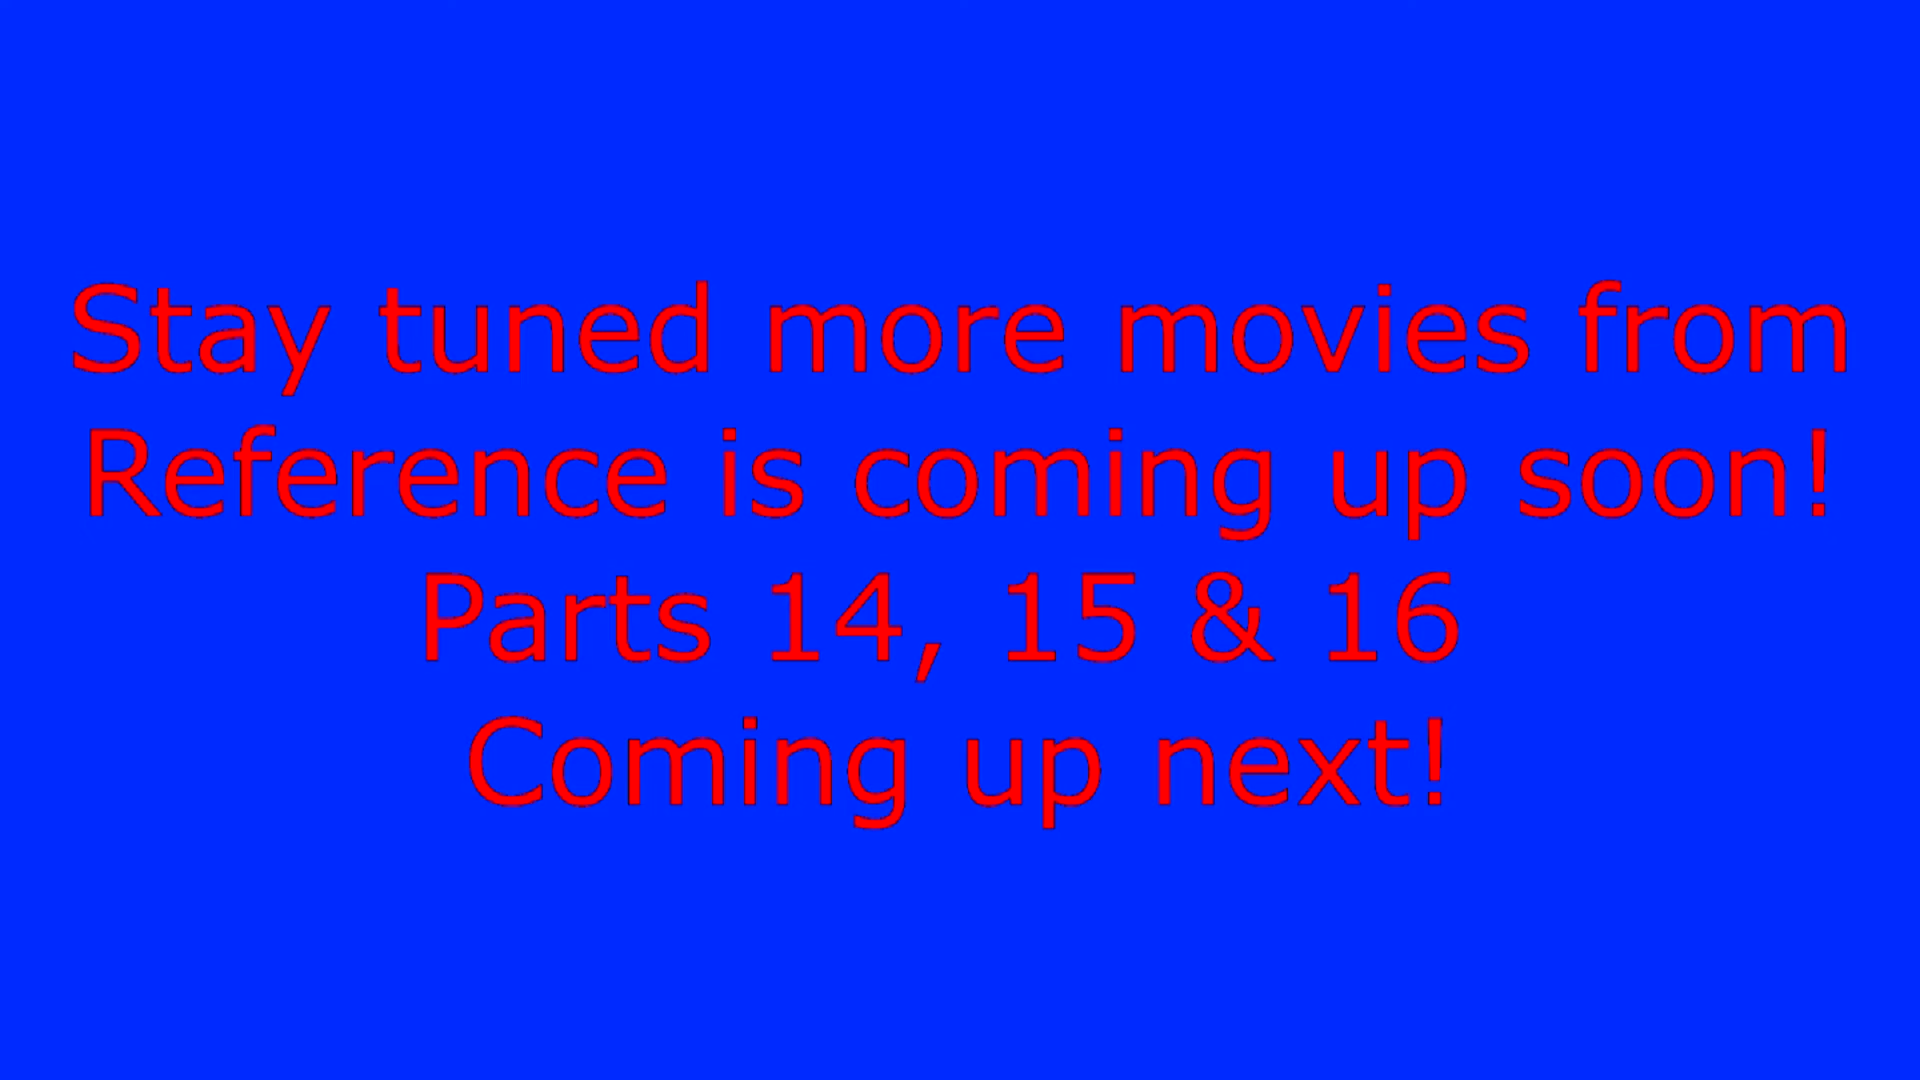 Stay tuned more movies from
Reference is coming up soon!
Parts 14, 15 & 16
Coming up next!